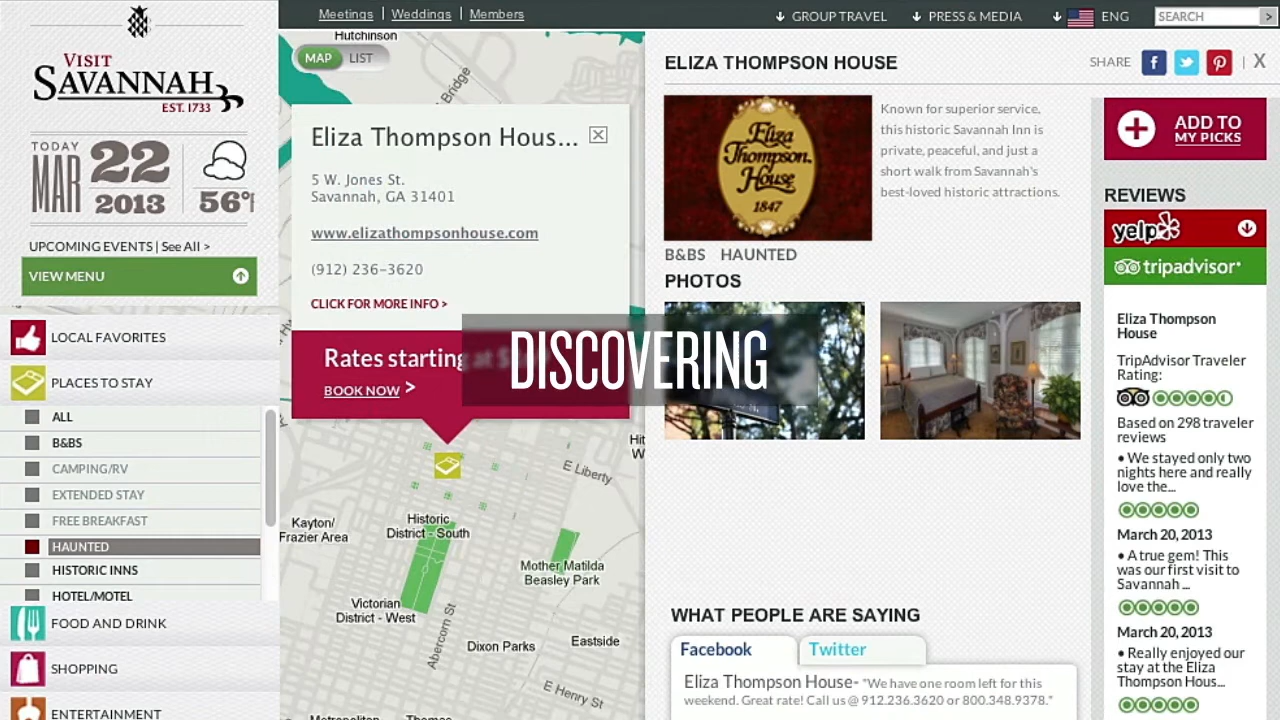 Meetings | Weddings | Members
GROUP TRAVEL
PRESS & MEDIA
ENG
SEARCH
>
VISIT
SAVANNAH
EST. 1733
TODAY
MAR
22
2013
56°F
UPCOMING EVENTS | See All >
VIEW MENU
LOCAL FAVORITES
PLACES TO STAY
ALL
B&BS
CAMPING/RV
EXTENDED STAY
FREE BREAKFAST
HAUNTED
HISTORIC INNS
HOTEL/MOTEL
FOOD AND DRINK
SHOPPING
ENTERTAINMENT
Hutchinson
MAP
LIST
Bridge
Eliza Thompson Hous...
5 W. Jones St.
Savannah, GA 31401
www.elizathompsonhouse.com
(912) 236-3620
CLICK FOR MORE INFO >
Rates starting at
BOOK NOW >
DISCOVERING
Hit
W
E Liberty
Kayton/
Frazier Area
Historic
District - South
Mother Matilda
Beasley Park
Victorian
District - West
Abercorn St
Dixon Parks
Eastside
E Henry St
Metropolitan
Thomas
ELIZA THOMPSON HOUSE
SHARE
| X
Eliza
Thompson
House
1847
Known for superior service,
this historic Savannah Inn is
private, peaceful, and just a
short walk from Savannah's
best-loved historic attractions.
B&BS HAUNTED
PHOTOS
WHAT PEOPLE ARE SAYING
Facebook
Twitter
Eliza Thompson House- "We have one room left for this
weekend. Great rate! Call us @ 912.236.3620 or 800.348.9378."
ADD TO
MY PICKS
REVIEWS
yelp
tripadvisor
Eliza Thompson
House
TripAdvisor Traveler
Rating:
Based on 298 traveler
reviews
• We stayed only two
nights here and really
love the...
March 20, 2013
• A true gem! This
was our first visit to
Savannah ...
March 20, 2013
• Really enjoyed our
stay at the Eliza
Thompson Hous...